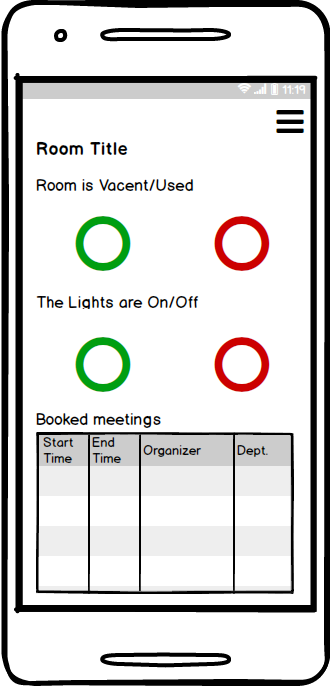 11:19
Room Title
Room is Vacent/Used
The Lights are On/Off
Booked meetings
Start Time End Time Organizer Dept.